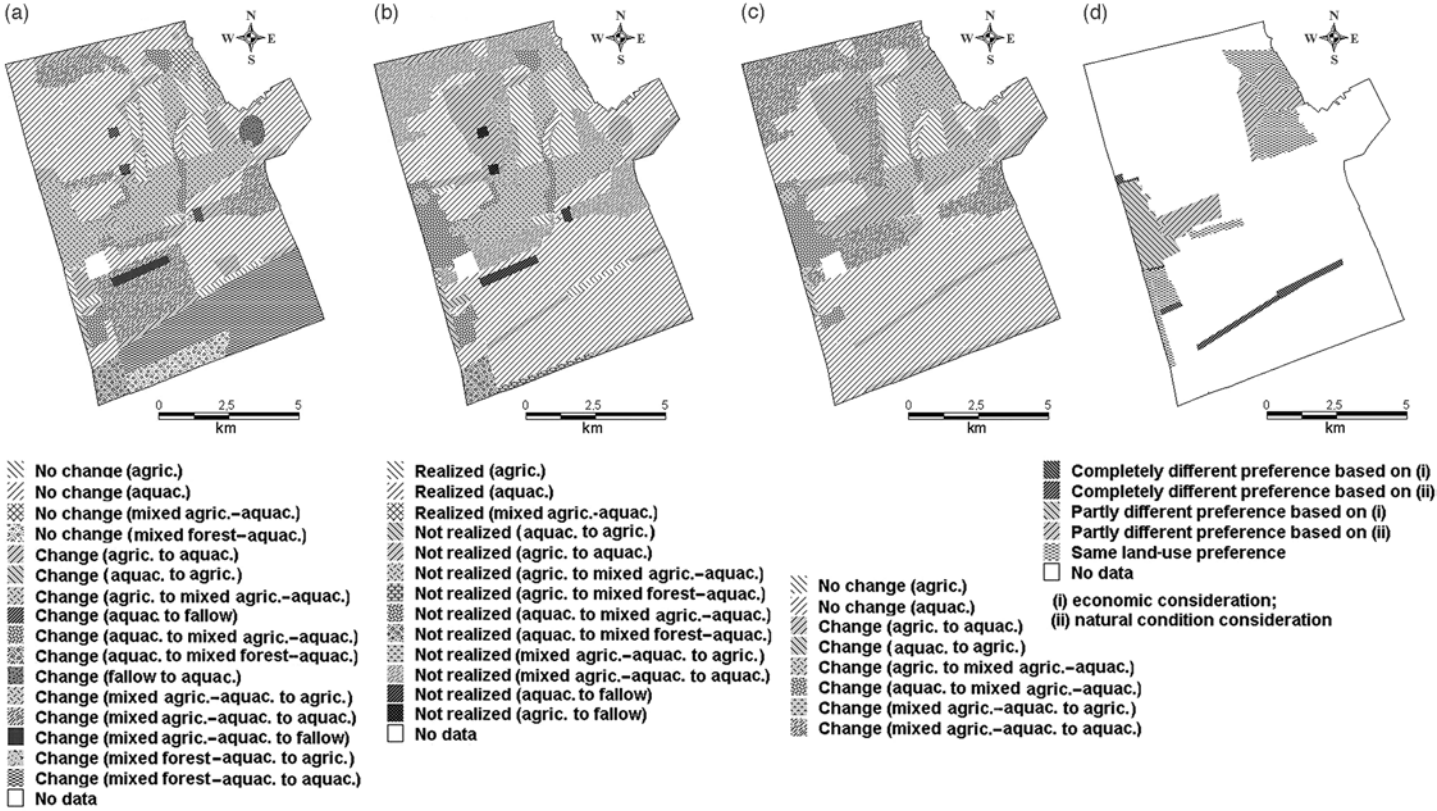 (a)
N
W E
S
0 2,5 5
km
No change (agric.)
No change (aquac.)
No change (mixed agric.–aquac.)
No change (mixed forest–aquac.)
Change (agric. to aquac.)
Change (aquac. to agric.)
Change (agric. to mixed agric.–aquac.)
Change (aquac. to fallow)
Change (aquac. to mixed agric.–aquac.)
Change (aquac. to mixed forest–aquac.)
Change (fallow to aquac.)
Change (mixed agric.–aquac. to agric.)
Change (mixed agric.–aquac. to aquac.)
Change (mixed agric.–aquac. to fallow)
Change (mixed forest–aquac. to agric.)
Change (mixed forest–aquac. to aquac.)
No data
(b)
N
W E
S
0 2,5 5
km
Realized (agric.)
Realized (aquac.)
Realized (mixed agric.-aquac.)
Not realized (aquac. to agric.)
Not realized (agric. to aquac.)
Not realized (agric. to mixed agric.–aquac.)
Not realized (agric. to mixed forest–aquac.)
Not realized (aquac. to mixed agric.–aquac.)
Not realized (aquac. to mixed forest–aquac.)
Not realized (mixed agric.–aquac. to agric.)
Not realized (mixed agric.–aquac. to aquac.)
Not realized (aquac. to fallow)
Not realized (agric. to fallow)
No data
(c)
N
W E
S
0 2,5 5
km
No change (agric.)
No change (aquac.)
Change (agric. to aquac.)
Change (aquac. to agric.)
Change (agric. to mixed agric.–aquac.)
Change (aquac. to mixed agric.–aquac.)
Change (mixed agric.–aquac. to agric.)
Change (mixed agric.–aquac. to aquac.)
(d)
N
W E
S
0 2,5 5
km
Completely different preference based on (i)
Completely different preference based on (ii)
Partly different preference based on (i)
Partly different preference based on (ii)
Same land-use preference
No data
(i) economic consideration;
(ii) natural condition consideration